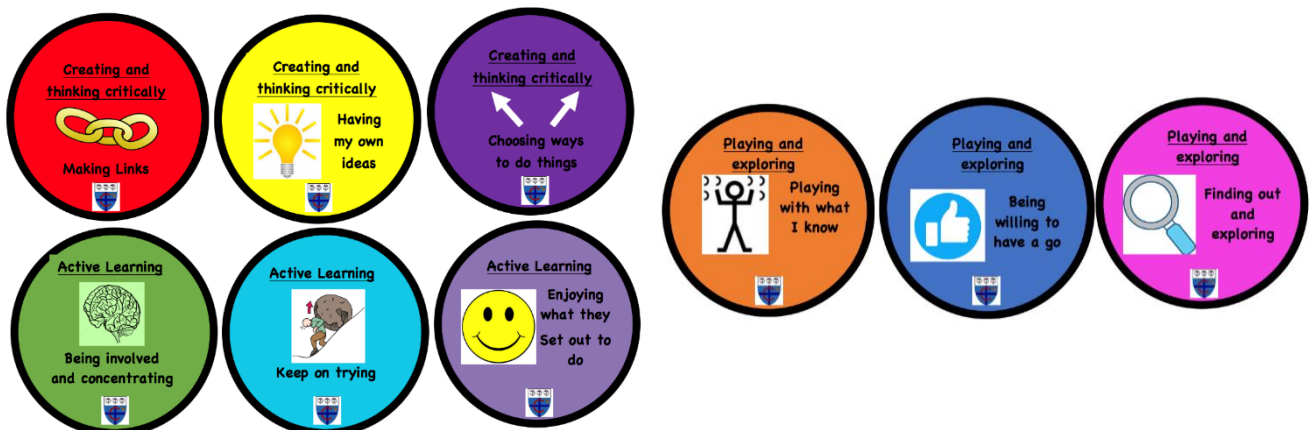 Creating and
thinking critically
Making Links
Creating and
thinking critically
Having
my own
ideas
Creating and
thinking critically
Choosing ways
to do things
Playing and
exploring
Playing
with what
I know
Playing and
exploring
Being
willing to
have a go
Playing and
exploring
Finding out
and
exploring
Active Learning
Being involved
and concentrating
Active Learning
Keep on trying
Active Learning
Enjoying
what they
Set out to
do